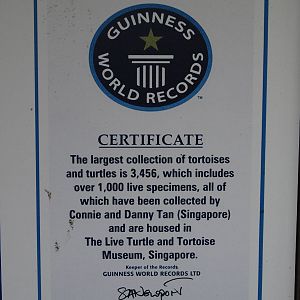 GUINNESS
WORLD RECORDS
TM
CERTIFICATE
The largest collection of tortoises
and turtles is 3,456, which includes
over 1,000 live specimens, all of
which have been collected by
Connie and Danny Tan (Singapore)
and are housed in
The Live Turtle and Tortoise
Museum, Singapore.
Keeper of the Records
GUINNESS WORLD RECORDS LTD